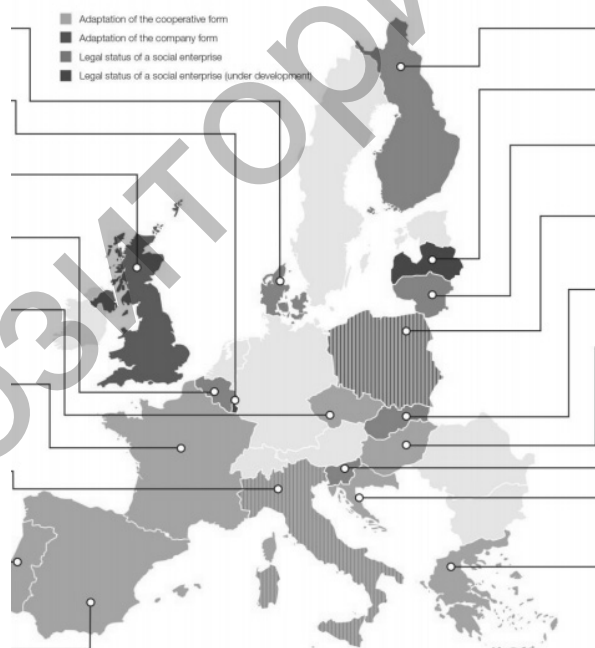 Adaptation of the cooperative form
Adaptation of the company form
Legal status of a social enterprise
Legal status of a social enterprise (under development)
ОЗИТОРИ